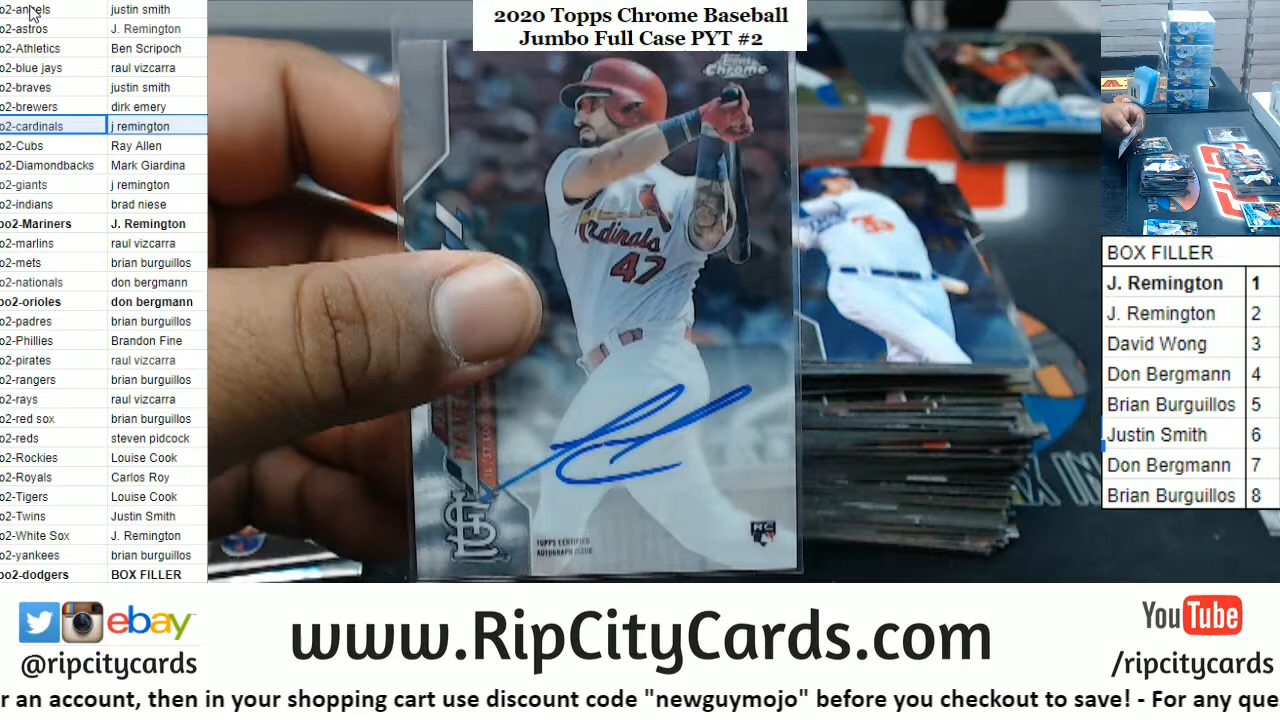 2020 Topps Chrome Baseball
Jumbo Full Case PYT #2
o2-angels justin smith
o2-astros J. Remington
o2-Athletics Ben Scripoch
o2-blue jays raul vizcarra
o2-braves justin smith
o2-brewers dirk emery
o2-cardinals j remington
o2-Cubs Ray Allen
o2-Diamondbacks Mark Giardina
o2-giants j remington
o2-indians brad niese
oo2-Mariners J. Remington
o2-marlins raul vizcarra
o2-mets brian burguillos
o2-nationals don bermann
oo2-orioles don bergmann
o2-padres brian burguillos
o2-Phillies Brandon Fine
o2-pirates raul vizcarra
o2-rangers brian burguillos
o2-rays raul vizcarra
o2-red sox brian burguillos
o2-reds steven pidcock
o2-Rockies Louise Cook
o2-Royals Carlos Roy
o2-Tigers Louise Cook
o2-Twins Justin Smith
o2-White Sox J. Remington
o2-yankees brian burguillos
oo2-dodgers BOX FILLER
Topps
Chrome
Cardinals
47
TOPPS CERTIFIED
AUTOGRAPH ISSUE
RC
BOX FILLER
J. Remington 1
J. Remington 2
David Wong 3
Don Bergmann 4
Brian Burguillos 5
Justin Smith 6
Don Bergmann 7
Brian Burguillos 8
ebay
@ripcitycards
www.RipCityCards.com
YouTube
/ripcitycards
r an account, then in your shopping cart use discount code "newguymojo" before you checkout to save! - For any que